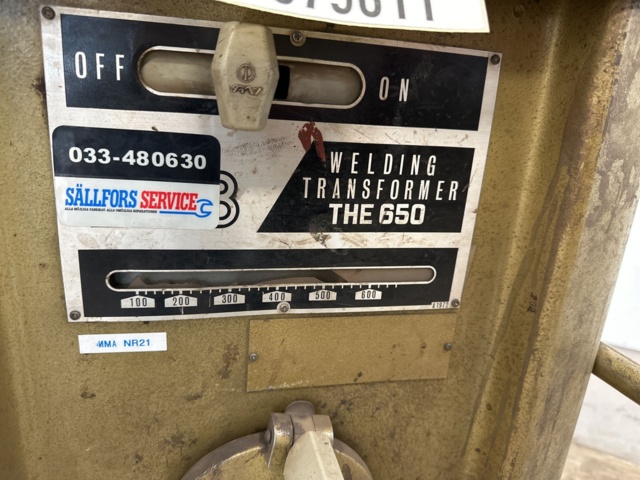 OFF
ON
033-480630
SÄLLFORS SERVICE
B
WELDING
TRANSFORMER
THE 650
100 200 300 400 500 600
MMA NR21